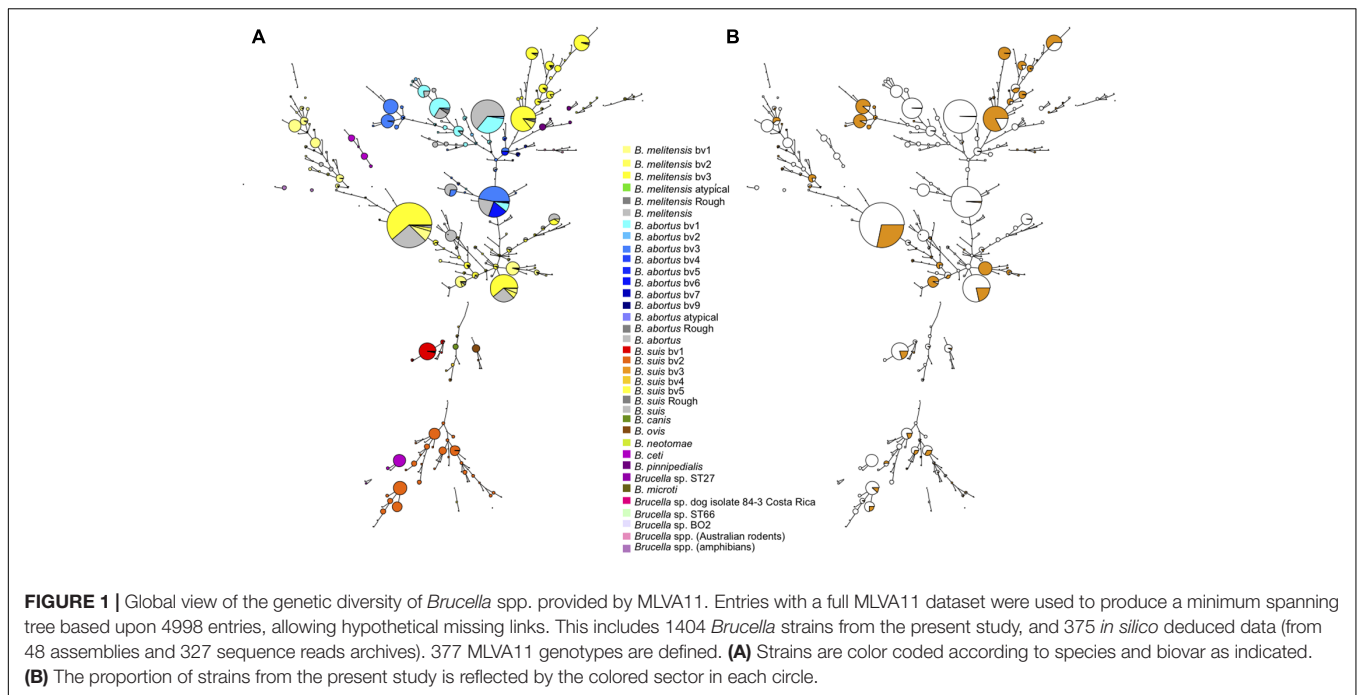 A
B
B. melitensis bv1
B. melitensis bv2
B. melitensis bv3
B. melitensis atypical
B. melitensis Rough
B. melitensis
B. abortus bv1
B. abortus bv2
B. abortus bv3
B. abortus bv4
B. abortus bv5
B. abortus bv6
B. abortus bv7
B. abortus bv9
B. abortus atypical
B. abortus Rough
B. abortus
B. suis bv1
B. suis bv2
B. suis bv3
B. suis bv4
B. suis bv5
B. suis Rough
B. suis
B. canis
B. ovis
B. neotomae
B. ceti
B. pinnipedialis
Brucella sp. ST27
B. microti
Brucella sp. dog isolate 84-3 Costa Rica
Brucella sp. ST66
Brucella sp. BO2
Brucella spp. (Australian rodents)
Brucella spp. (amphibians)
FIGURE 1 | Global view of the genetic diversity of Brucella spp. provided by MLVA11. Entries with a full MLVA11 dataset were used to produce a minimum spanning
tree based upon 4998 entries, allowing hypothetical missing links. This includes 1404 Brucella strains from the present study, and 375 in silico deduced data (from
48 assemblies and 327 sequence reads archives). 377 MLVA11 genotypes are defined. (A) Strains are color coded according to species and biovar as indicated.
(B) The proportion of strains from the present study is reflected by the colored sector in each circle.